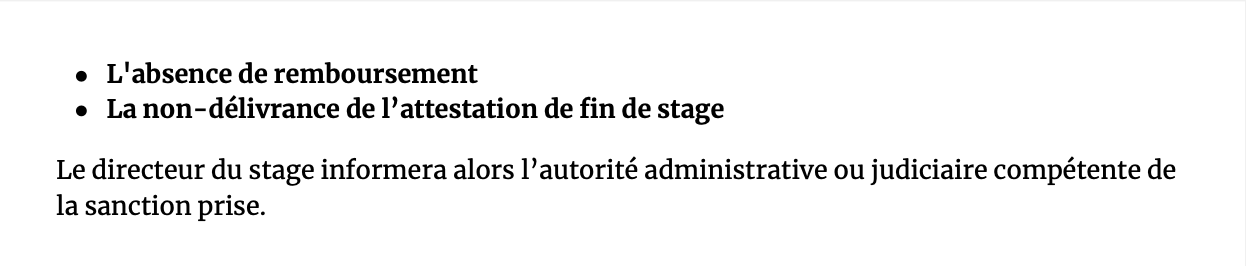 ● L'absence de remboursement
● La non-délivrance de l’attestation de fin de stage
Le directeur du stage informera alors l’autorité administrative ou judiciaire compétente de
la sanction prise.